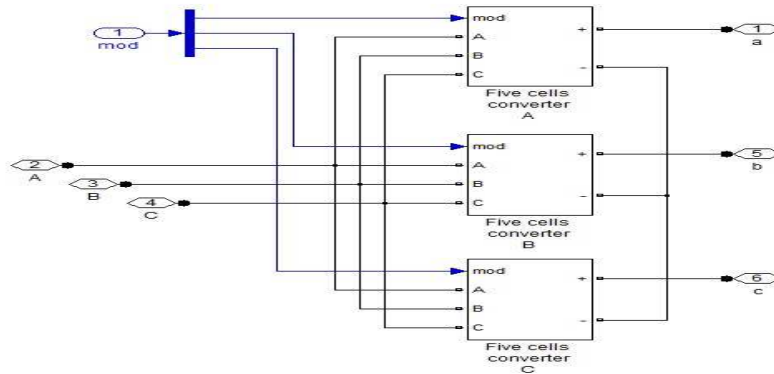 1
mod
mod
A
B
C
+
-
Five cells
converter
A
1
a
2
A
3
B
4
C
mod
A
B
C
+
-
Five cells
converter
B
5
b
mod
A
B
C
+
-
Five cells
converter
C
6
c